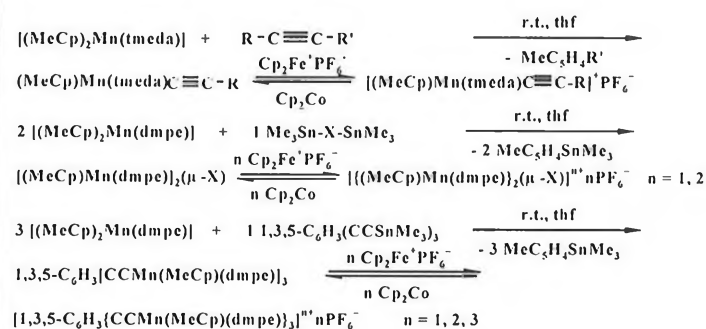 r.t., thf
[(MeCp)₂Mn(tmeda)] + R-C≡C-R'
- MeC₅H₄R'
Cp₂Fe⁺PF₆⁻
(MeCp)Mn(tmeda)C≡C-R [(MeCp)Mn(tmeda)C≡C-R]⁺PF₆⁻
Cp₂Co
r.t., thf
2 [(MeCp)₂Mn(dmpe)] + 1 Me₃Sn-X-SnMe₃
- 2 MeC₅H₄SnMe₃
n Cp₂Fe⁺PF₆⁻
[(MeCp)Mn(dmpe)]₂(μ-X) [{(MeCp)Mn(dmpe)}₂(μ-X)]ⁿ⁺nPF₆⁻ n = 1, 2
n Cp₂Co
r.t., thf
3 [(MeCp)₂Mn(dmpe)] + 1 1,3,5-C₆H₃(CCSnMe₃)₃
- 3 MeC₅H₄SnMe₃
n Cp₂Fe⁺PF₆⁻
1,3,5-C₆H₃[CCMn(MeCp)(dmpe)]₃
n Cp₂Co
[1,3,5-C₆H₃{CCMn(MeCp)(dmpe)}₃]ⁿ⁺nPF₆⁻ n = 1, 2, 3